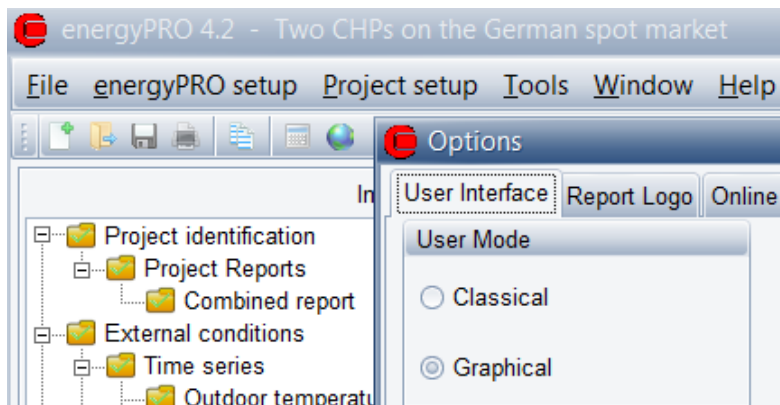 energyPRO 4.2 - Two CHPs on the German spot market
File energyPRO setup Project setup Tools Window Help
Options
User Interface Report Logo Online
User Mode
Project identification
Project Reports
Classical
Combined report
External conditions
Time series
Graphical
Outdoor